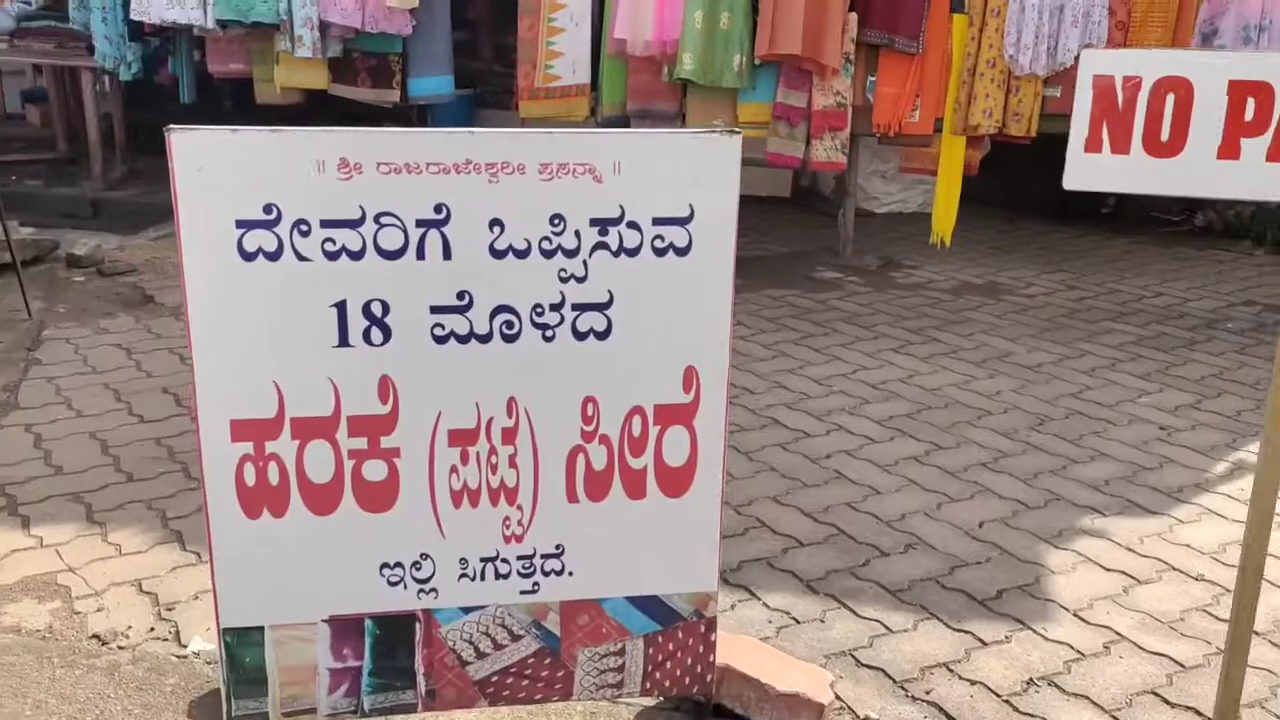 ॥ ಶ್ರೀ ರಾಜರಾಜೇಶ್ವರೀ ಪ್ರಸನ್ನಾ ॥
ದೇವರಿಗೆ ಒಪ್ಪಿಸುವ
18 ಮೊಳದ
ಹರಕೆ (ಪಟ್ಟೆ) ಸೀರೆ
ಇಲ್ಲಿ ಸಿಗುತ್ತದೆ.
NO PA